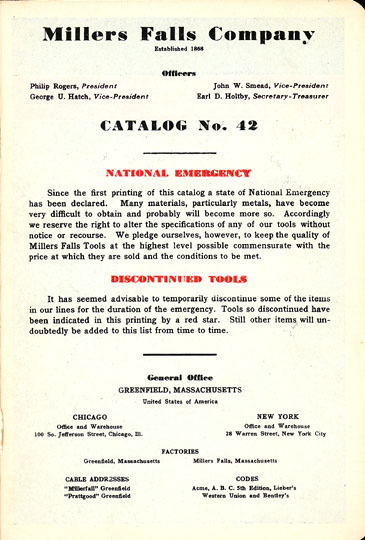 Millers Falls Company
Established 1868
Officers
Philip Rogers, President John W. Smead, Vice-President
George U. Hatch, Vice-President Earl D. Holtby, Secretary-Treasurer
CATALOG No. 42
NATIONAL EMERGENCY
Since the first printing of this catalog a state of National Emergency
has been declared. Many materials, particularly metals, have become
very difficult to obtain and probably will become more so. Accordingly
we reserve the right to alter the specifications of any of our tools without
notice or recourse. We pledge ourselves, however, to keep the quality of
Millers Falls Tools at the highest level possible commensurate with the
price at which they are sold and the conditions to be met.
DISCONTINUED TOOLS
It has seemed advisable to temporarily discontinue some of the items
in our lines for the duration of the emergency. Tools so discontinued have
been indicated in this printing by a red star. Still other items will un-
doubtedly be added to this list from time to time.
General Office
GREENFIELD, MASSACHUSETTS
United States of America
CHICAGO NEW YORK
Office and Warehouse Office and Warehouse
100 So. Jefferson Street, Chicago, Ill. 28 Warren Street, New York City
FACTORIES
Greenfield, Massachusetts Millers Falls, Massachusetts
CABLE ADDRESSES CODES
"Millerfall" Greenfield Acme, A. B. C. 5th Edition, Lieber's
"Prattgood" Greenfield Western Union and Bentley's